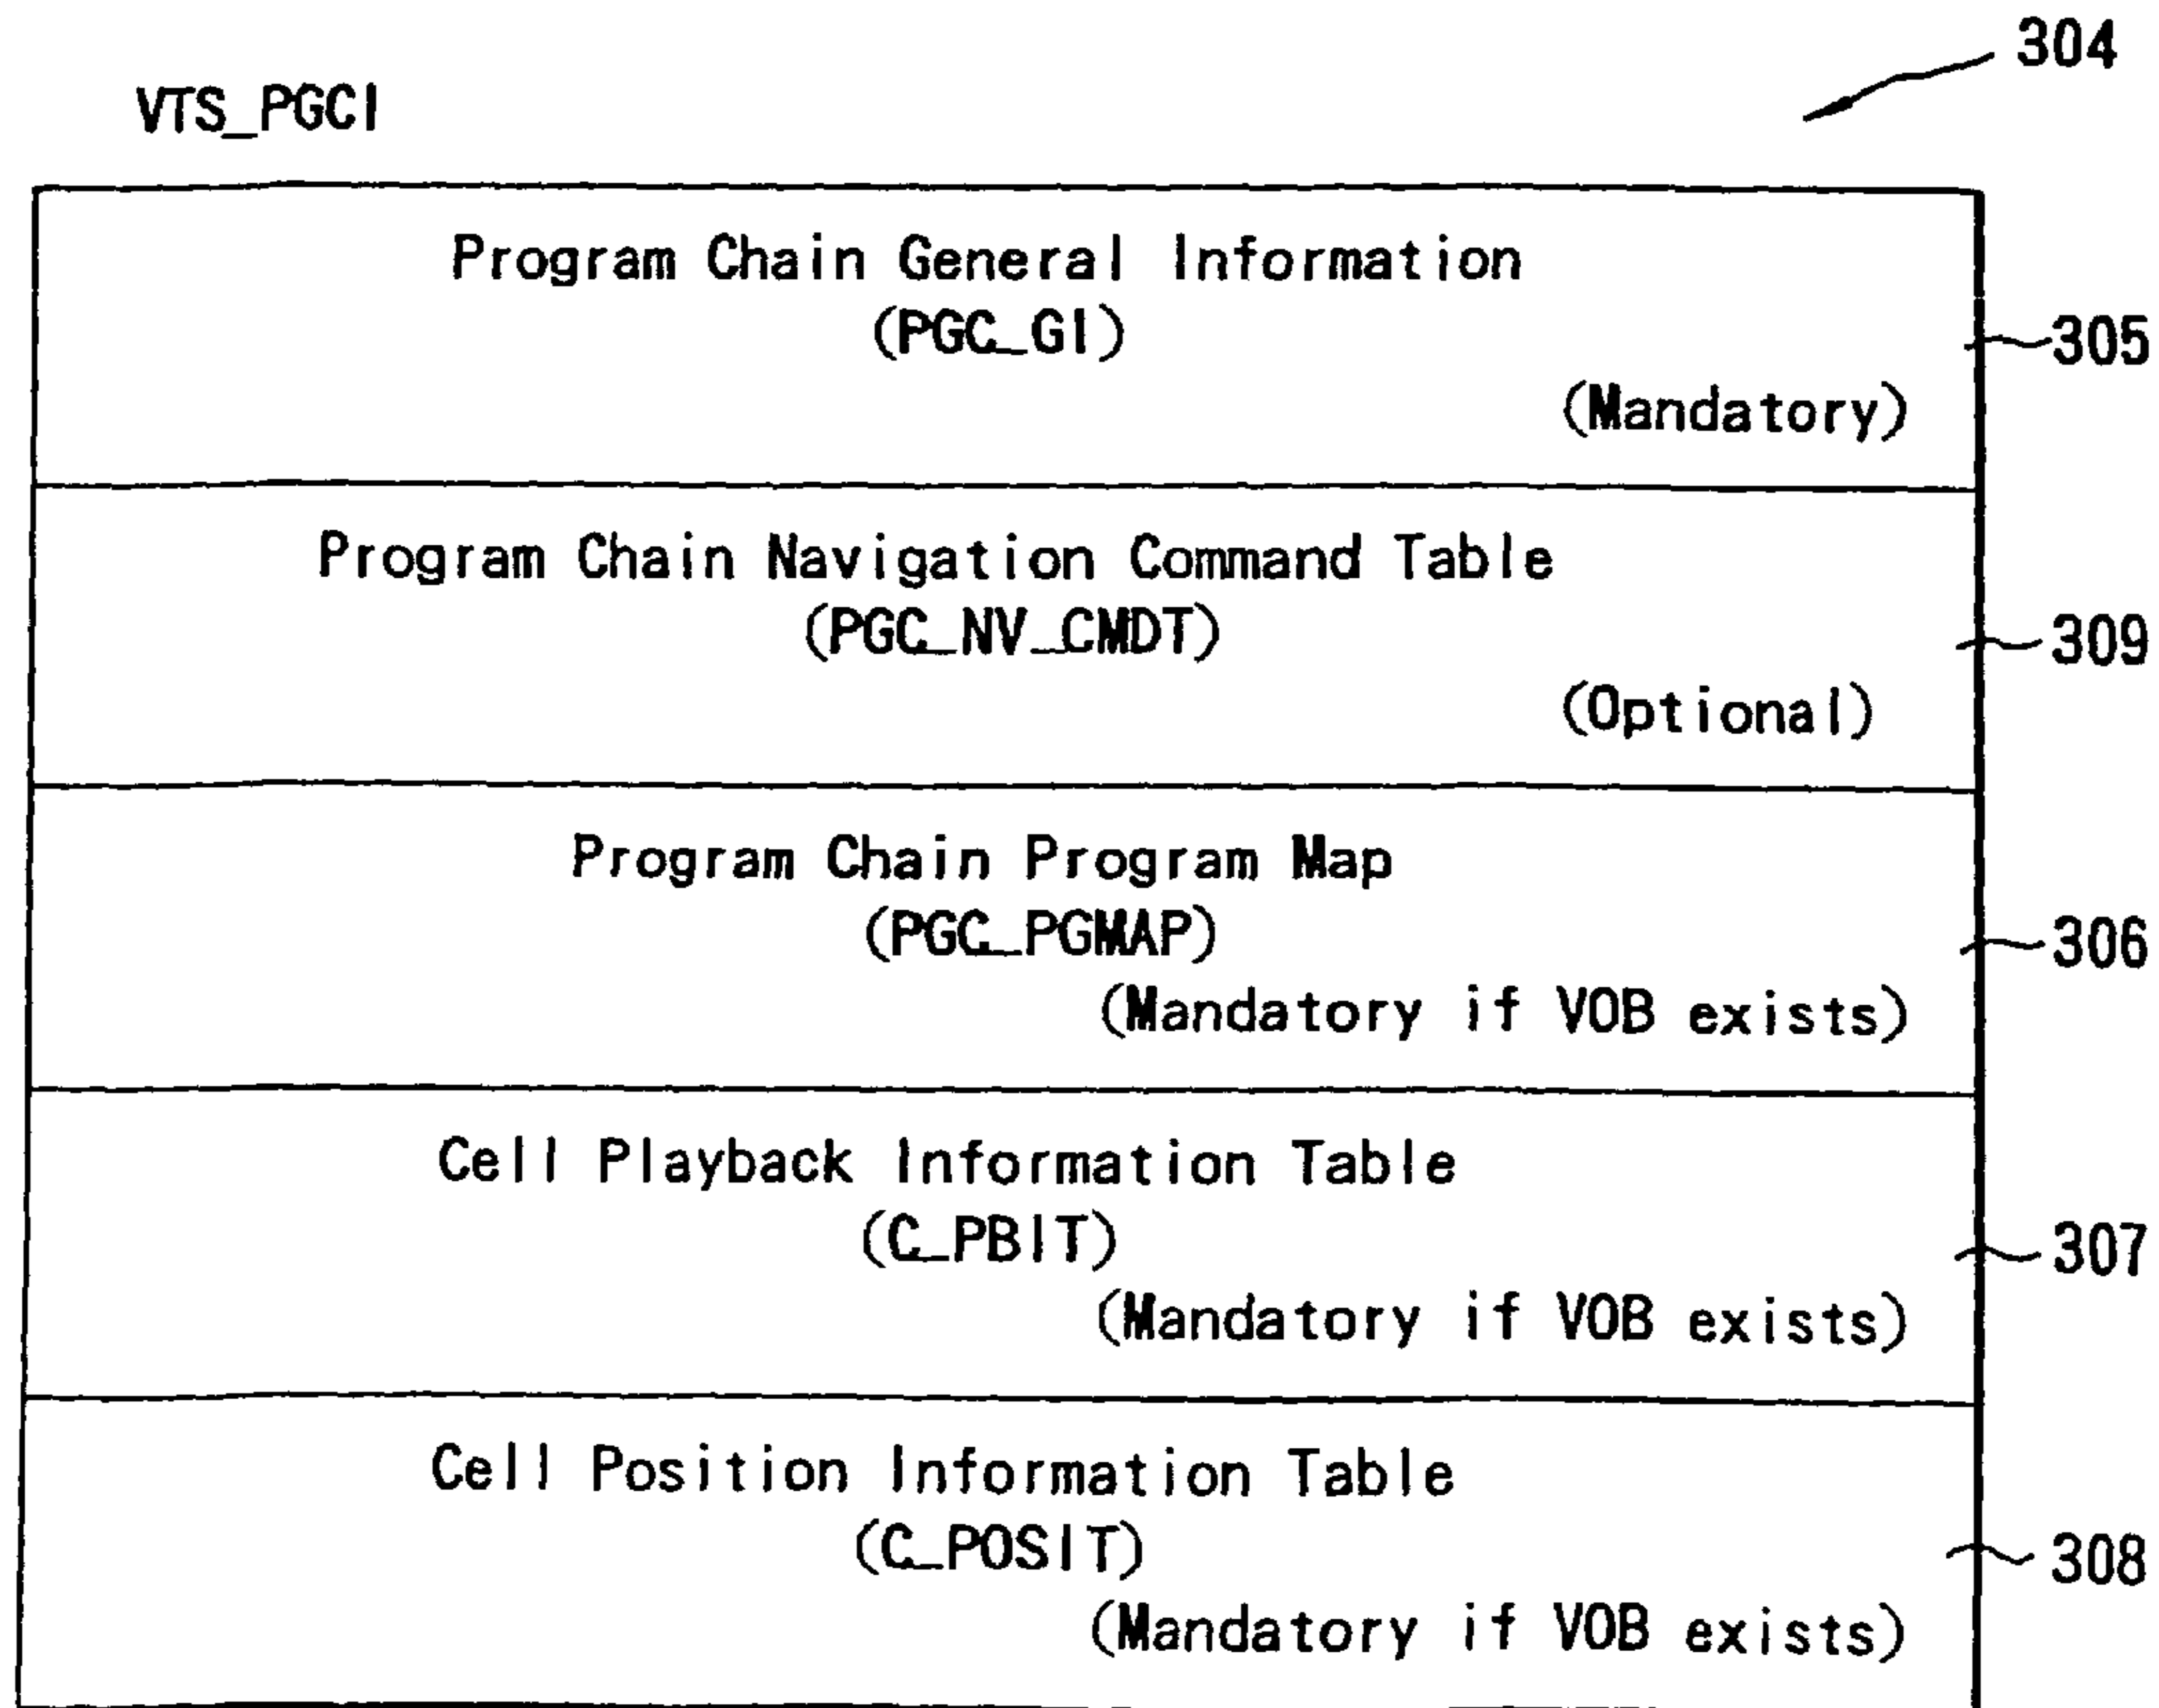 304
VTS_PGCI
Program Chain General Information
(PGC_GI)
305
(Mandatory)
Program Chain Navigation Command Table
(PGC_NV_CMDT)
309
(Optional)
Program Chain Program Map
(PGC_PGMAP)
306
(Mandatory if VOB exists)
Cell Playback Information Table
(C_PBIT)
307
(Mandatory if VOB exists)
Cell Position Information Table
(C_POSIT)
308
(Mandatory if VOB exists)